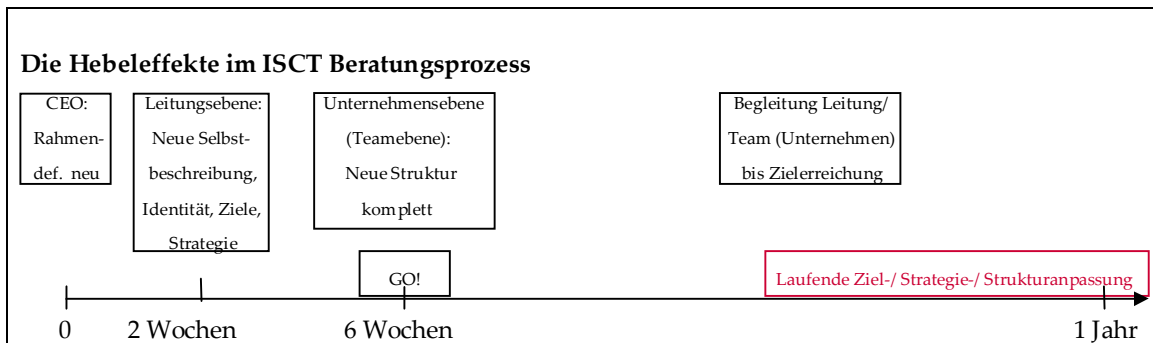 Die Hebeleffekte im ISCT Beratungsprozess
CEO:
Rahmen-
def. neu
Leitungsebene:
Neue Selbst-
beschreibung,
Identität, Ziele,
Strategie
Unternehmensebene
(Teamebene):
Neue Struktur
komplett
Begleitung Leitung/
Team (Unternehmen)
bis Zielerreichung
GO!
Laufende Ziel-/ Strategie-/ Strukturanpassung
0
2 Wochen
6 Wochen
1 Jahr